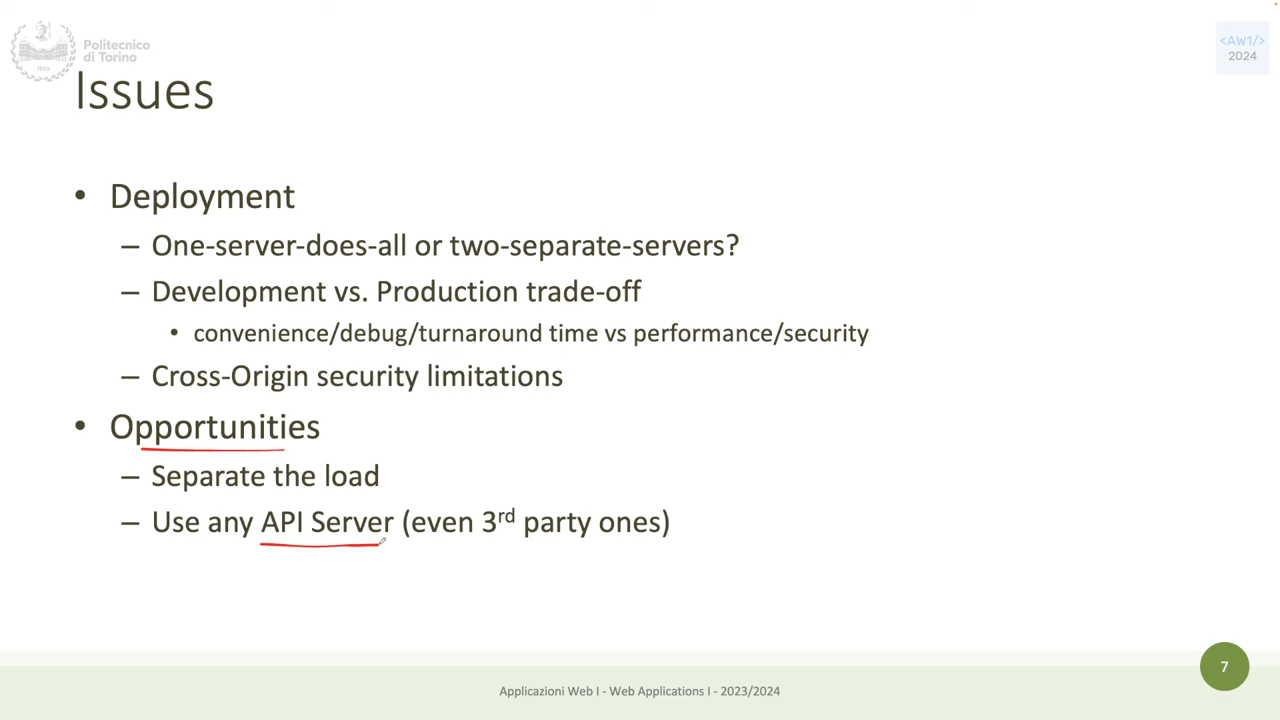 Politecnico
di Torino
1859
<AW1/>
2024
Issues
• Deployment
– One-server-does-all or two-separate-servers?
– Development vs. Production trade-off
• convenience/debug/turnaround time vs performance/security
– Cross-Origin security limitations
• Opportunities
– Separate the load
– Use any API Server (even 3rd party ones)
7
Applicazioni Web I - Web Applications I - 2023/2024